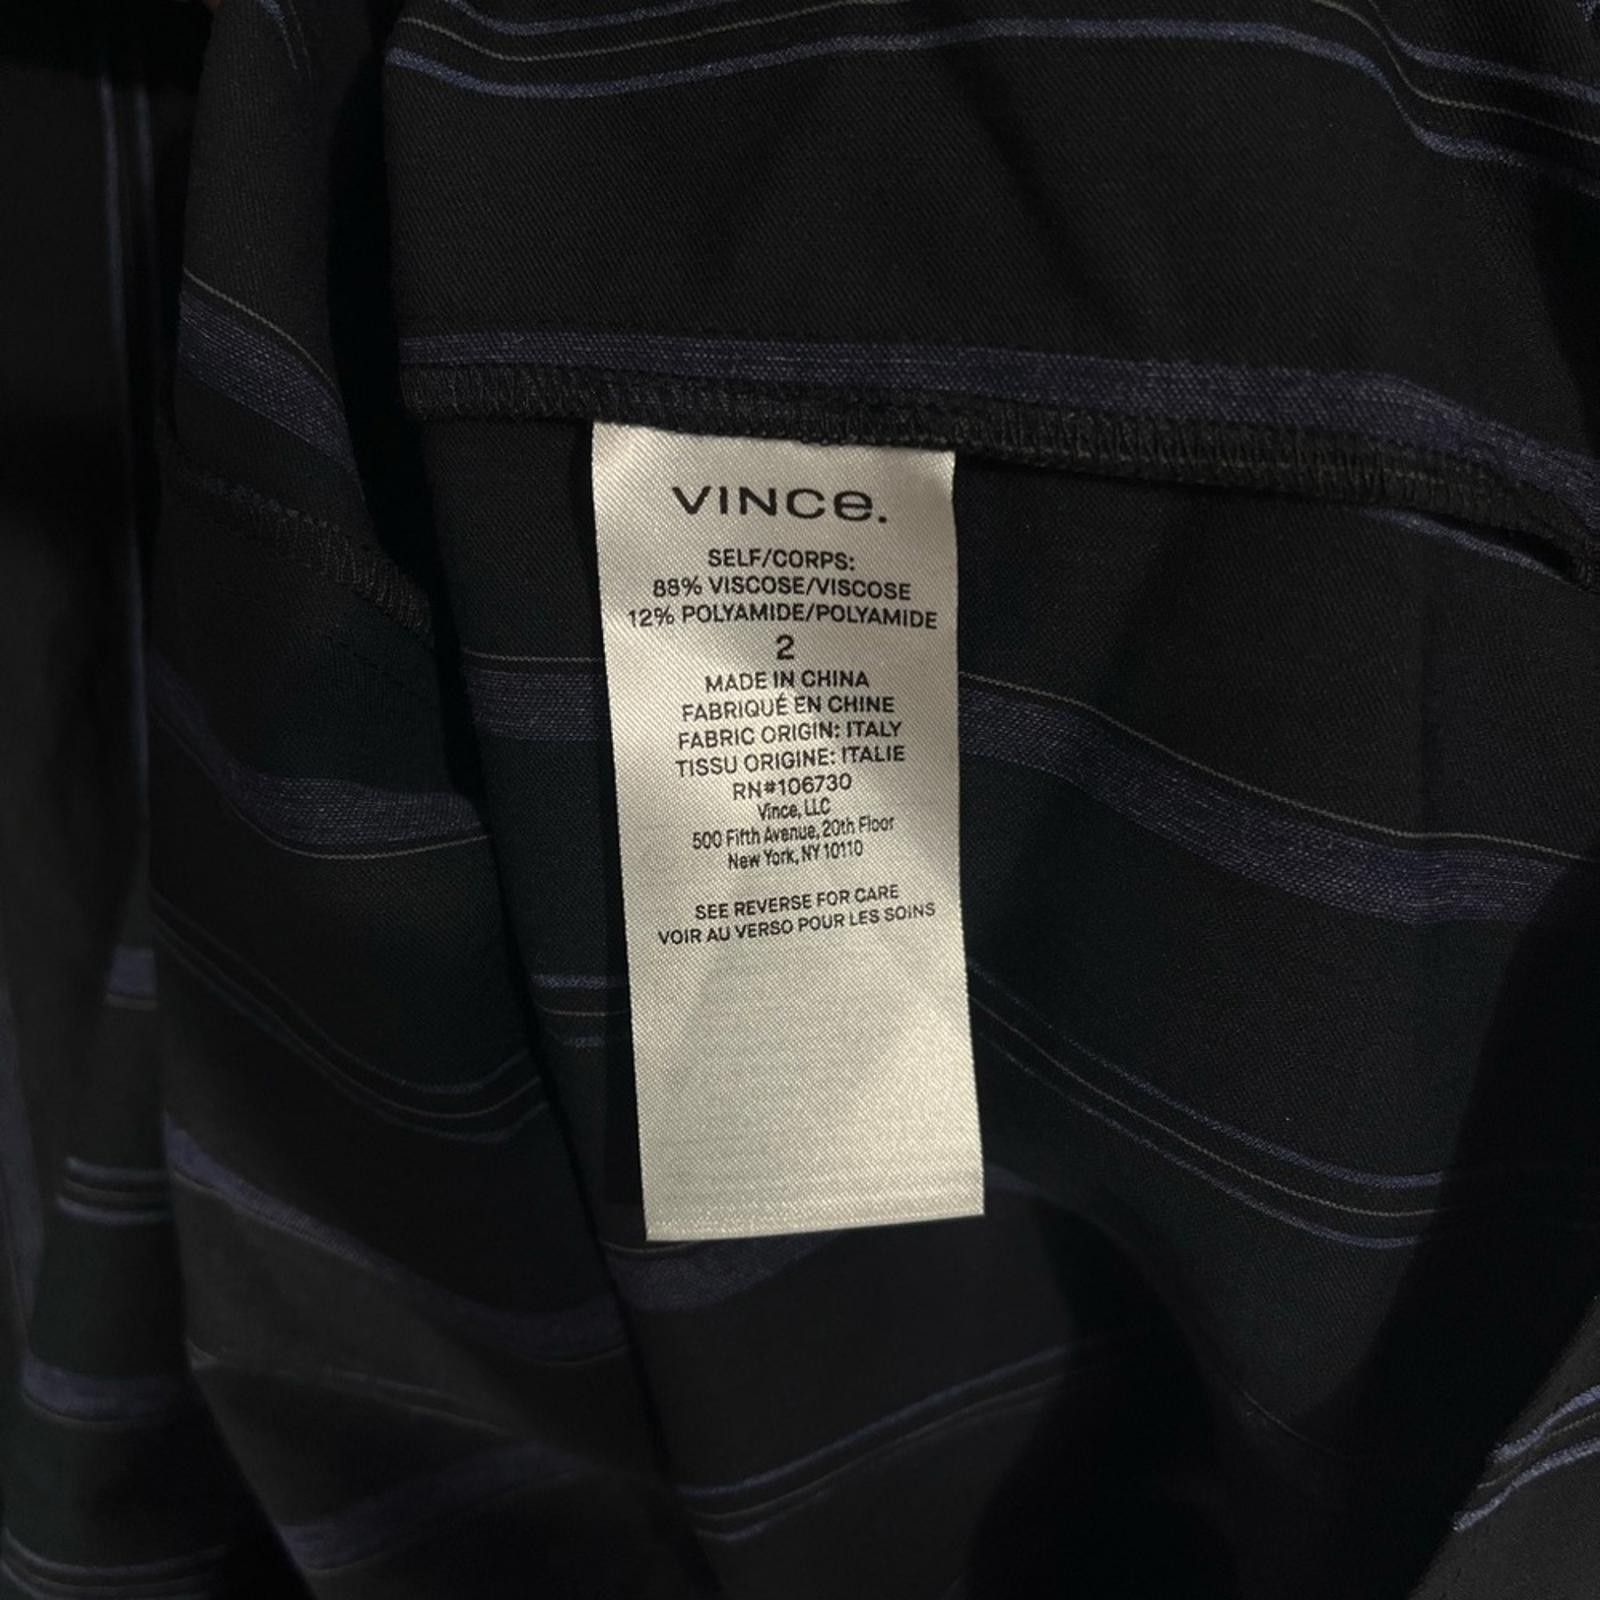 VINCe.
SELF/CORPS:
88% VISCOSE/VISCOSE
12% POLYAMIDE/POLYAMIDE
2
MADE IN CHINA
FABRIQUÉ EN CHINE
FABRIC ORIGIN: ITALY
TISSU ORIGINE: ITALIE
RN#106730
Vince, LLC
500 Fifth Avenue, 20th Floor
New York, NY 10110
SEE REVERSE FOR CARE
VOIR AU VERSO POUR LES SOINS